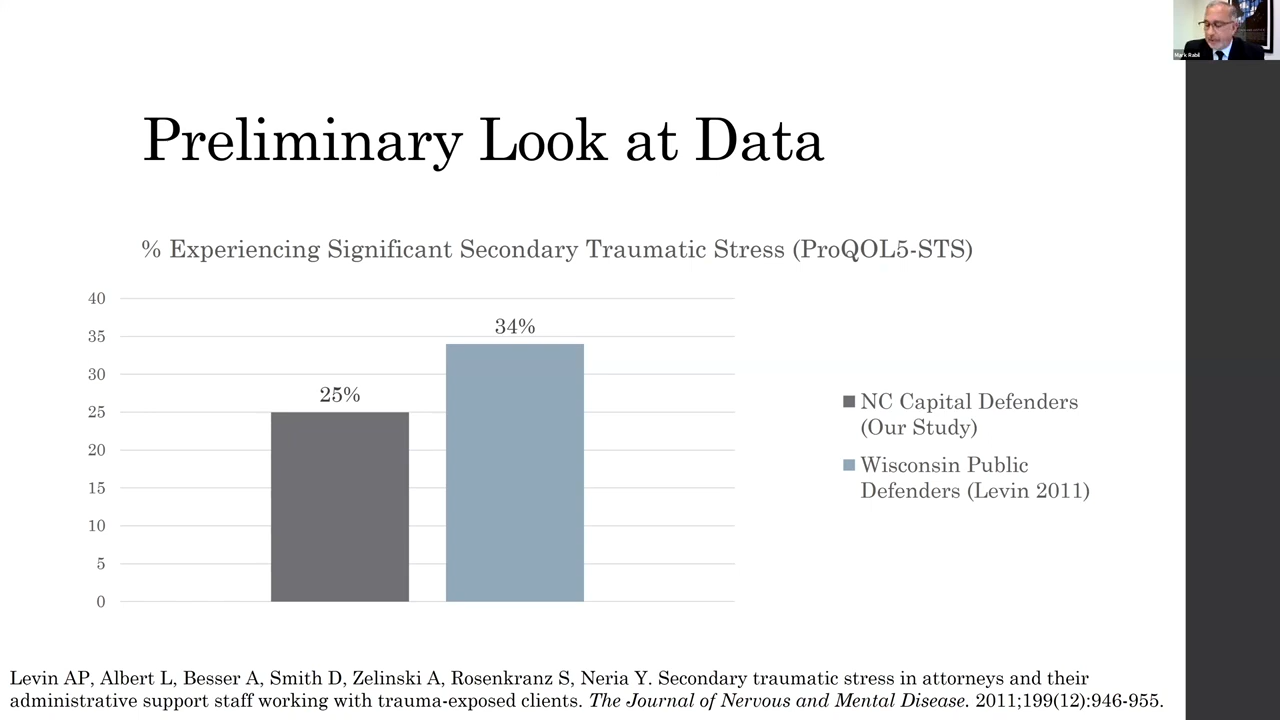 Mark Rabil
Preliminary Look at Data
% Experiencing Significant Secondary Traumatic Stress (ProQOL5-STS)
40
35
30
25
20
15
10
5
0
25%
34%
NC Capital Defenders
(Our Study)
Wisconsin Public
Defenders (Levin 2011)
Levin AP, Albert L, Besser A, Smith D, Zelinski A, Rosenkranz S, Neria Y. Secondary traumatic stress in attorneys and their
administrative support staff working with trauma-exposed clients. The Journal of Nervous and Mental Disease. 2011;199(12):946-955.